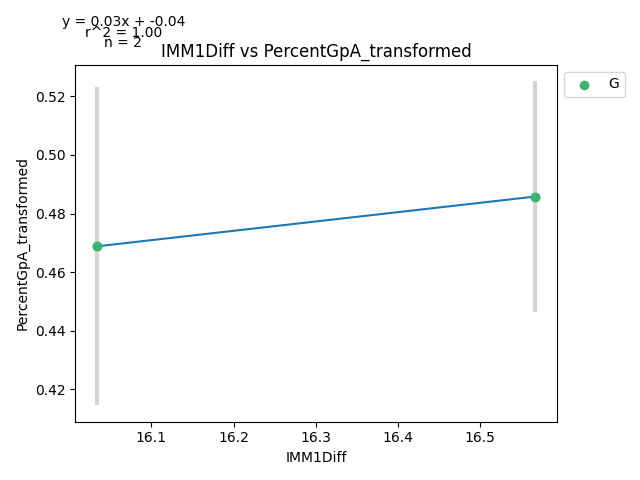 y = 0.03x + -0.04
r^2 = 1.00
n = 2
IMM1Diff vs PercentGpA_transformed
G
PercentGpA_transformed
0.52
0.50
0.48
0.46
0.44
0.42
16.1 16.2 16.3 16.4 16.5
IMM1Diff